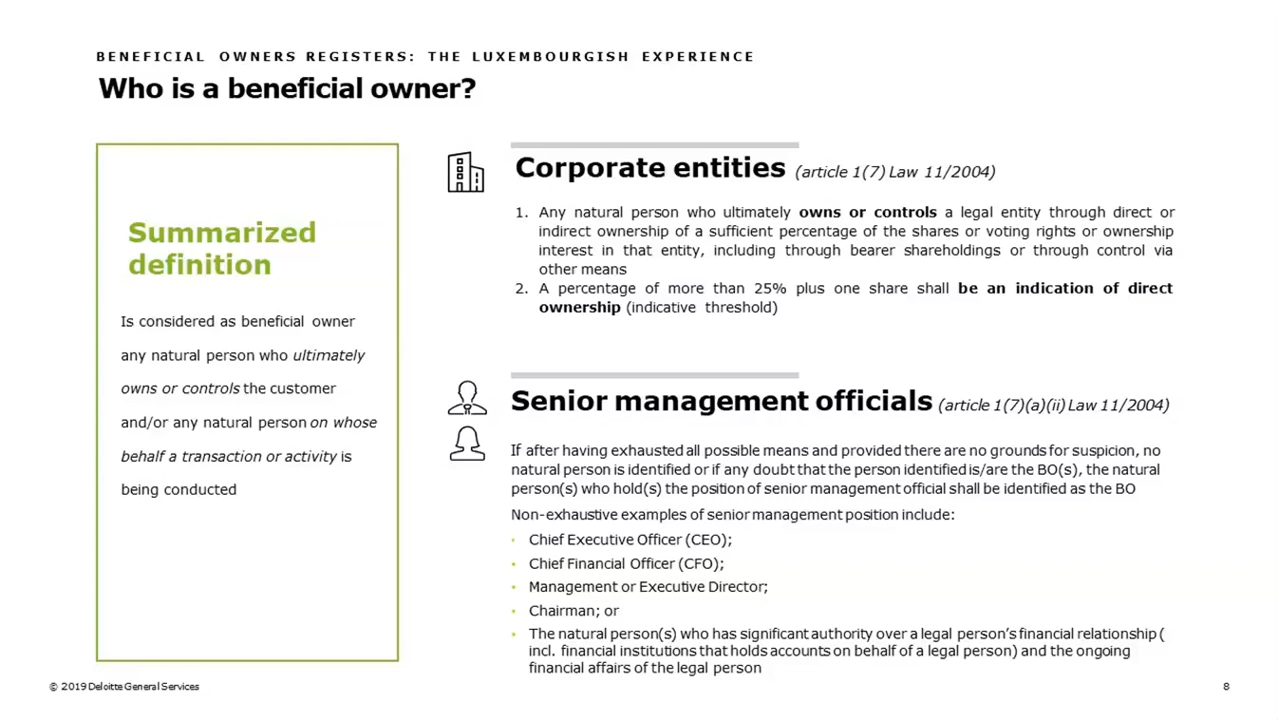 BENEFICIAL OWNERS REGISTERS: THE LUXEMBOURGISH EXPERIENCE
Who is a beneficial owner?
Summarized
definition
Is considered as beneficial owner
any natural person who ultimately
owns or controls the customer
and/or any natural person on whose
behalf a transaction or activity is
being conducted
Corporate entities (article 1(7) Law 11/2004)
1. Any natural person who ultimately owns or controls a legal entity through direct or
indirect ownership of a sufficient percentage of the shares or voting rights or ownership
interest in that entity, including through bearer shareholdings or through control via
other means
2. A percentage of more than 25% plus one share shall be an indication of direct
ownership (indicative threshold)
Senior management officials (article 1(7)(a)(ii) Law 11/2004)
If after having exhausted all possible means and provided there are no grounds for suspicion, no
natural person is identified or if any doubt that the person identified is/are the BO(s), the natural
person(s) who hold(s) the position of senior management official shall be identified as the BO
Non-exhaustive examples of senior management position include:
• Chief Executive Officer (CEO);
• Chief Financial Officer (CFO);
• Management or Executive Director;
• Chairman; or
• The natural person(s) who has significant authority over a legal person's financial relationship (
incl. financial institutions that holds accounts on behalf of a legal person) and the ongoing
financial affairs of the legal person
© 2019 Deloitte General Services
8